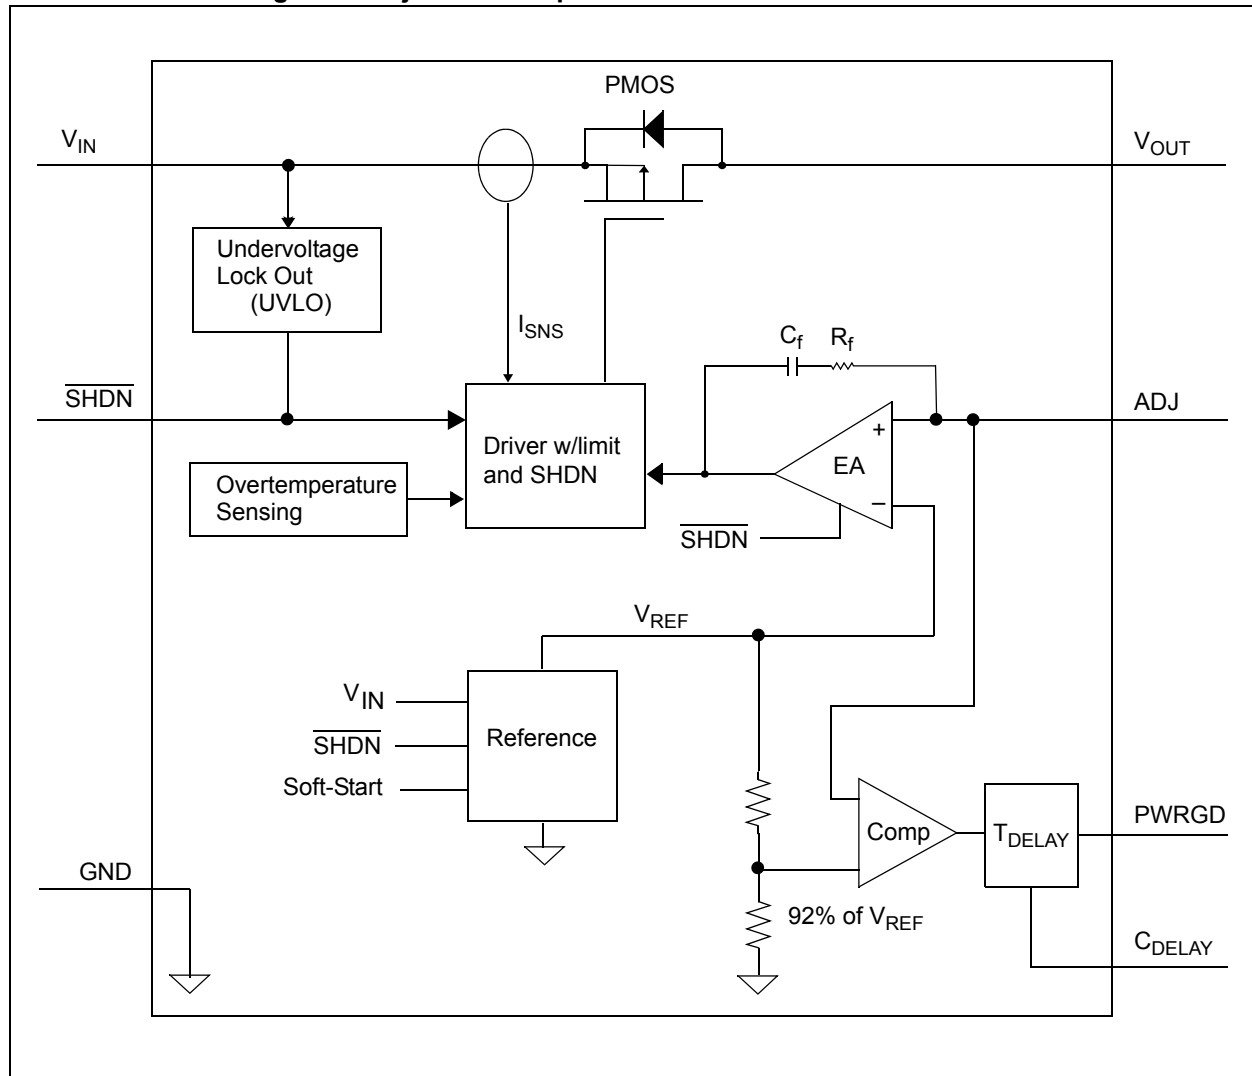 PMOS
VIN
VOUT
Undervoltage
Lock Out
(UVLO)
ISNS
Cf
Rf
SHDN
ADJ
+
EA
−
Driver w/limit
and SHDN
Overtemperature
Sensing
SHDN
VREF
VIN
SHDN
Soft-Start
Reference
Comp
TDELAY
PWRGD
GND
92% of VREF
CDELAY